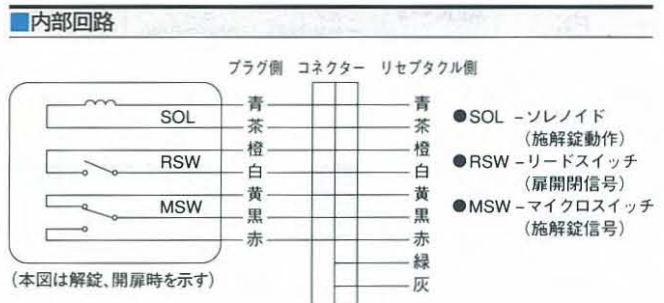 ■内部回路
プラグ側 コネクター リセプタクル側
SOL
RSW
MSW
青
茶
橙
白
黄
黒
赤
青
茶
橙
白
黄
黒
赤
緑
灰
●SOL －ソレノイド
(施解錠動作)
●RSW －リードスイッチ
(扉開閉信号)
●MSW－マイクロスイッチ
(施解錠信号)
(本図は解錠、開扉時を示す)